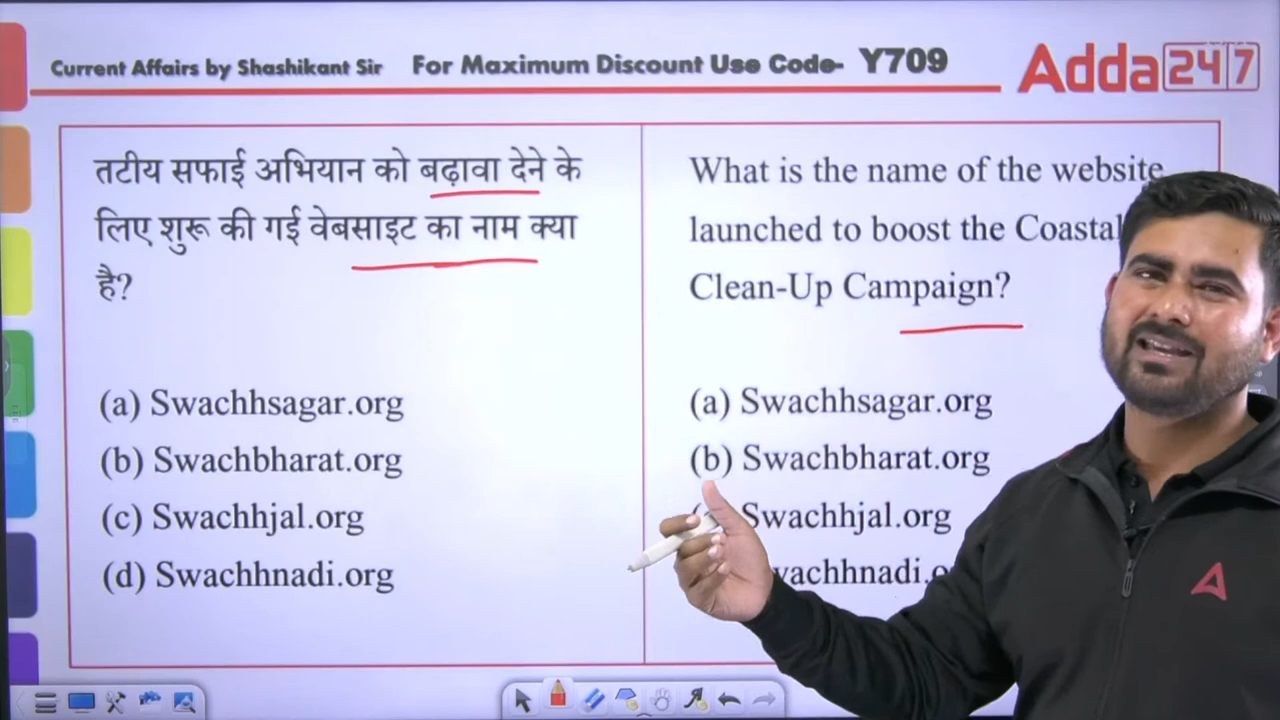 Current Affairs by Shashikant Sir For Maximum Discount Use Code- Y709
Adda247
तटीय सफाई अभियान को बढ़ावा देने के
लिए शुरू की गई वेबसाइट का नाम क्या
है?
(a) Swachhsagar.org
(b) Swachbharat.org
(c) Swachhjal.org
(d) Swachhnadi.org
What is the name of the website
launched to boost the Coastal
Clean-Up Campaign?
(a) Swachhsagar.org
(b) Swachbharat.org
Swachhjal.org